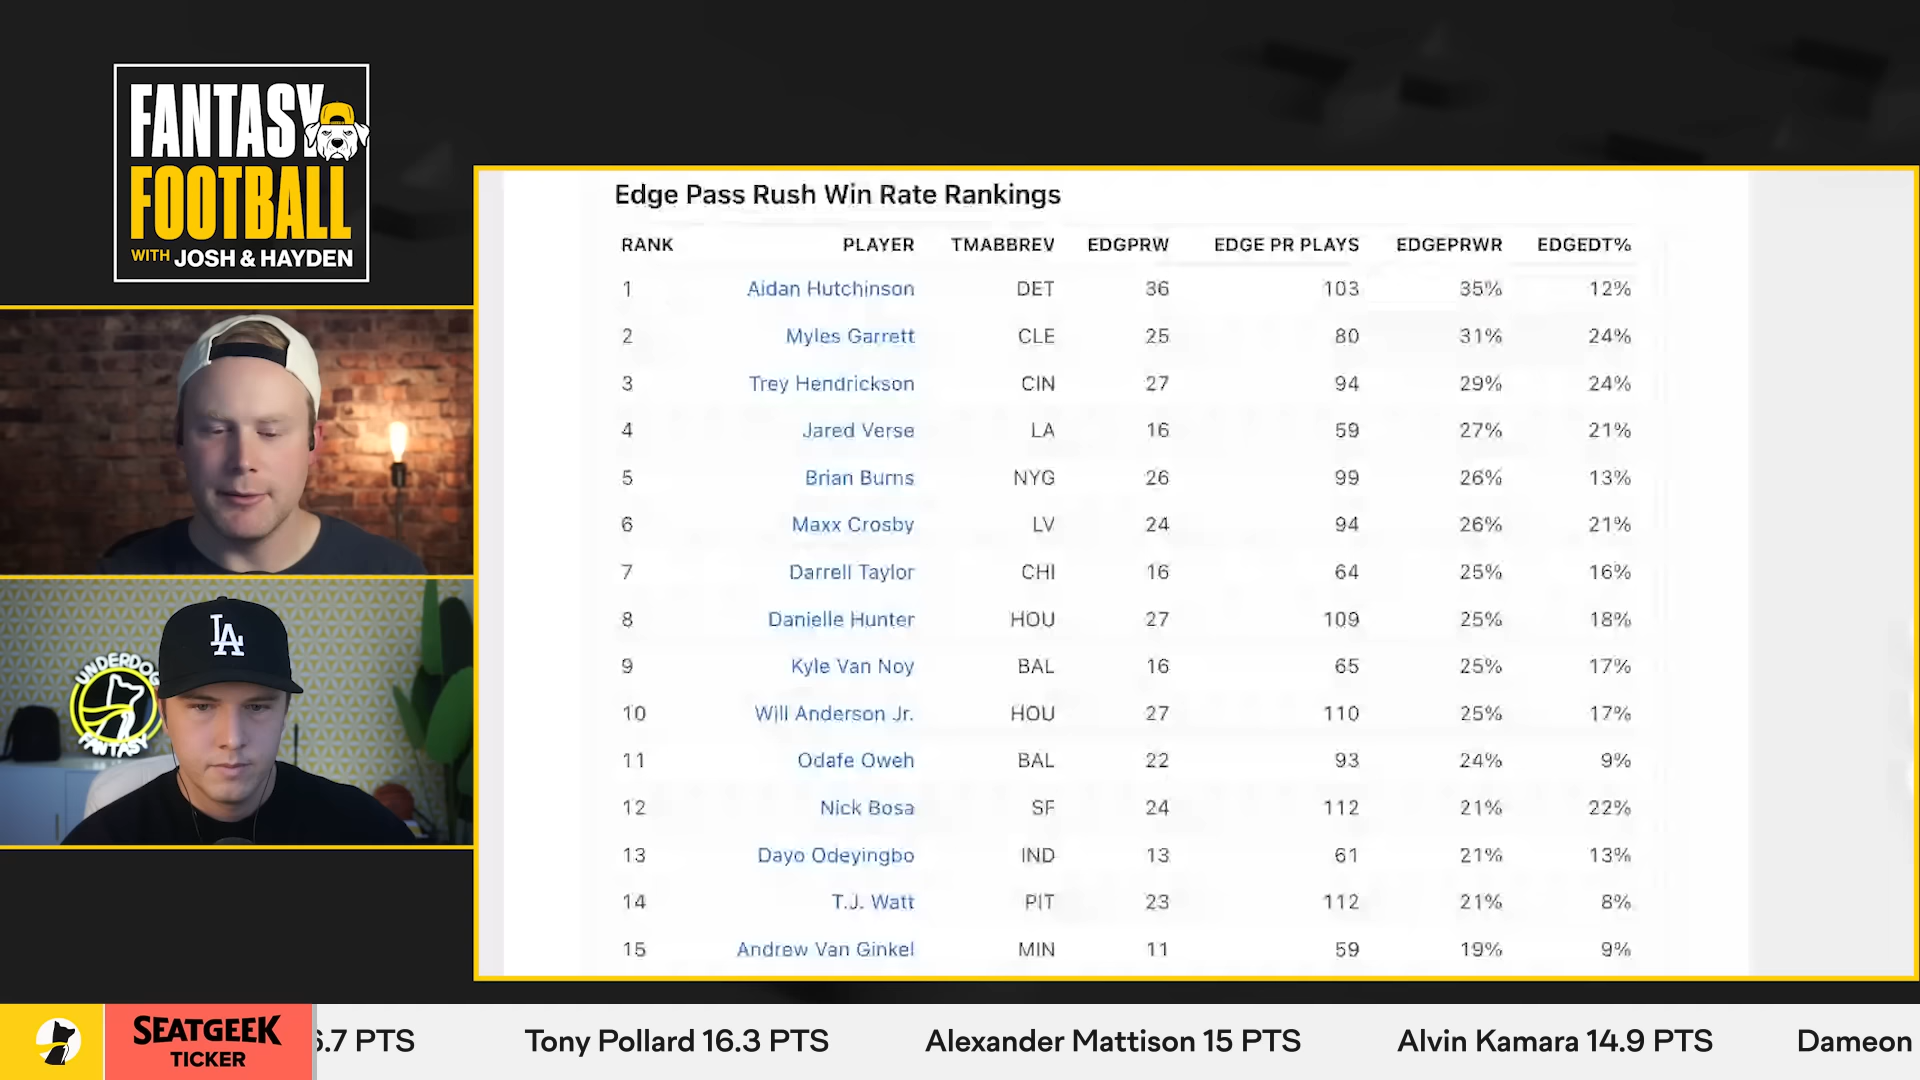 FANTASY
FOOTBALL
WITH JOSH & HAYDEN
Edge Pass Rush Win Rate Rankings
RANK PLAYER TMABBREV EDGPRW EDGE PR PLAYS EDGEPRWR EDGEDT%
1 Aidan Hutchinson DET 36 103 35% 12%
2 Myles Garrett CLE 25 80 31% 24%
3 Trey Hendrickson CIN 27 94 29% 24%
4 Jared Verse LA 16 59 27% 21%
5 Brian Burns NYG 26 99 26% 13%
6 Maxx Crosby LV 24 94 26% 21%
7 Darrell Taylor CHI 16 64 25% 16%
8 Danielle Hunter HOU 27 109 25% 18%
9 Kyle Van Noy BAL 16 65 25% 17%
10 Will Anderson Jr. HOU 27 110 25% 17%
11 Odafe Oweh BAL 22 93 24% 9%
12 Nick Bosa SF 24 112 21% 22%
13 Dayo Odeyingbo IND 13 61 21% 13%
14 T.J. Watt PIT 23 112 21% 8%
15 Andrew Van Ginkel MIN 11 59 19% 9%
LA
UNDERDOG
FANTASY
SEATGEEK
TICKER
6.7 PTS Tony Pollard 16.3 PTS Alexander Mattison 15 PTS Alvin Kamara 14.9 PTS Dameon